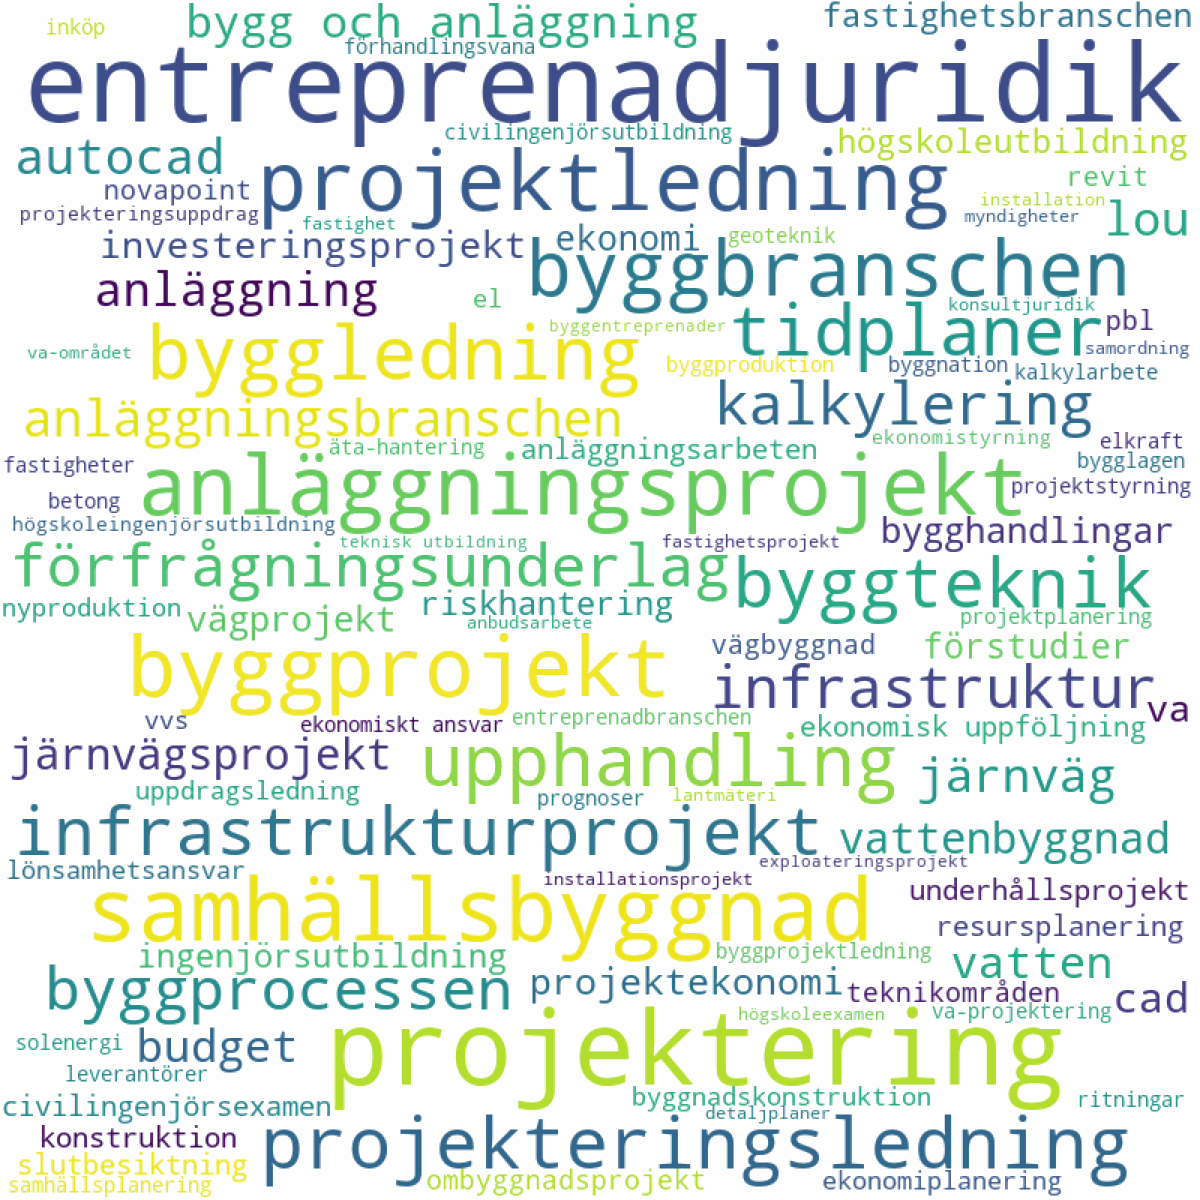 inköp
bygg och anläggning
fastighetsbranschen
förhandlingsvana
entreprenadjuridik
civilingenjörsutbildning
högskoleutbildning
autocad
projektledning
revit
novapoint
installation
projekteringsuppdrag
fastighet
myndigheter
lou
investeringsprojekt
ekonomi
geoteknik
byggbranschen
anläggning
el
konsultjuridik
byggentreprenader
tidplaner
pbl
va-området
byggledning
samordning
byggproduktion
byggnation
kalkylarbete
anläggningsbranschen
kalkylering
äta-hantering
anläggningsarbeten
ekonomistyrning
elkraft
fastigheter
bygglagen
anläggningsprojekt
projektstyrning
betong
högskoleingenjörsutbildning
bygghandlingar
teknisk utbildning
fastighetsprojekt
förfrågningsunderlag
byggteknik
nyproduktion
riskhantering
vägprojekt
anbudsarbete
projektplanering
byggprojekt
vägbyggnad
förstudier
infrastruktur
va
vvs
ekonomiskt ansvar
entreprenadbranschen
ekonomisk uppföljning
järnvägsprojekt
upphandling
järnväg
uppdragsledning
prognoser
lantmäteri
infrastrukturprojekt
vattenbyggnad
lönsamhetsansvar
exploateringsprojekt
installationsprojekt
underhållsprojekt
samhällsbyggnad
resursplanering
ingenjörsutbildning
byggprojektledning
vatten
byggprocessen
projektekonomi
teknikområden
cad
högskoleexamen
va-projektering
projektering
solenergi
budget
leverantörer
civilingenjörsexamen
byggnadskonstruktion
ritningar
detaljplaner
konstruktion
projekteringsledning
slutbesiktning
samhällsplanering
ombyggnadsprojekt
ekonomiplanering